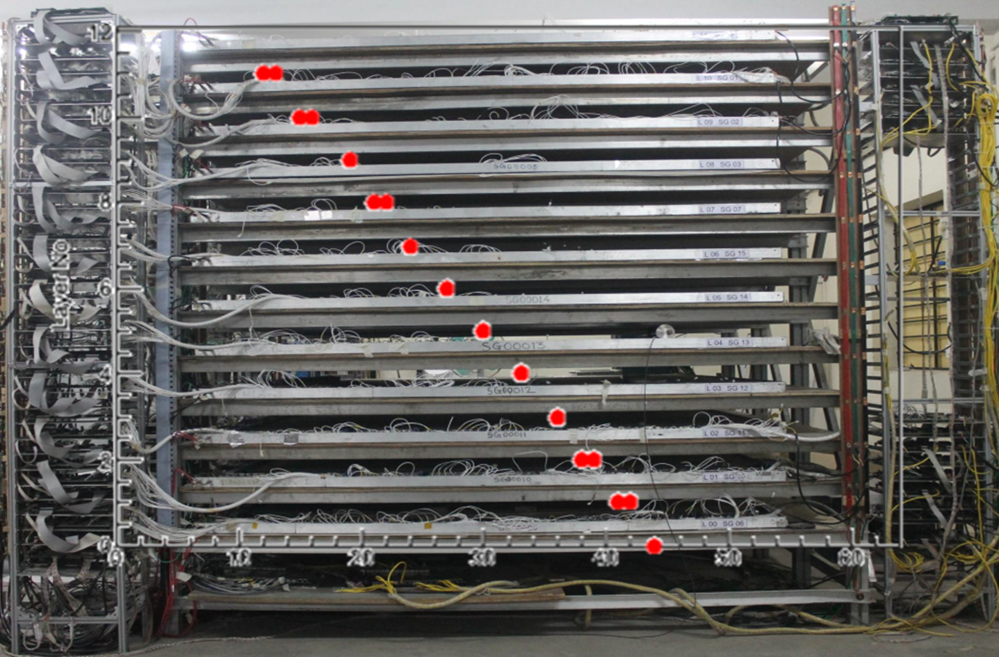 12
L 10 SG 01
10
L 09 SG 02
SG00003
L 08 SG 03
8
L 07 SG 07
Layer No
L 06 SG 15
6
SG00014
L 05 SG 14
SG00013
L 04 SG 13
4
SG00012
L 03 SG 12
SG00011
L 02 SG 11
2
SG00010
L 01 SG 10
L 00 SG 06
0
0 10 20 30 40 50 60